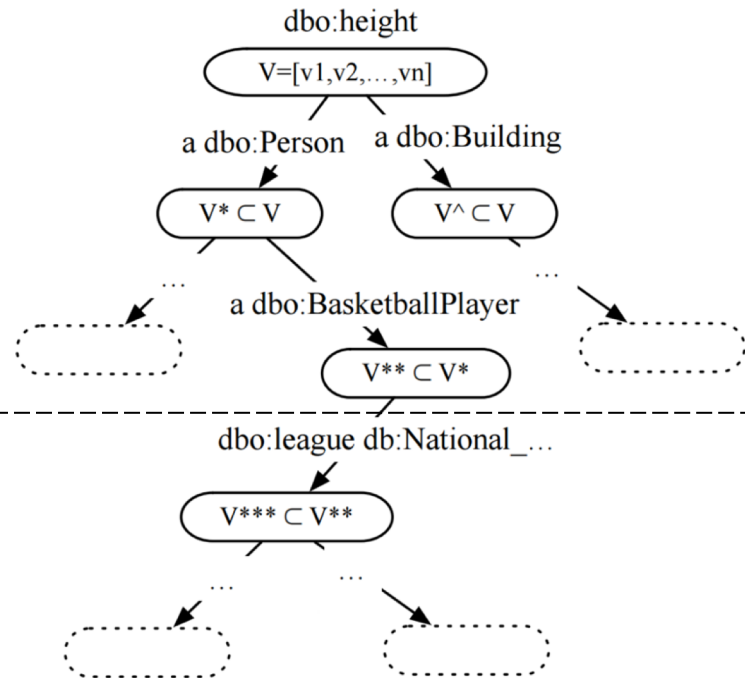 dbo:height
V=[v1,v2,…,vn]
a dbo:Person
a dbo:Building
V* ⊂ V
V^ ⊂ V
…
…
a dbo:BasketballPlayer
V** ⊂ V*
dbo:league db:National_…
V*** ⊂ V**
…
…